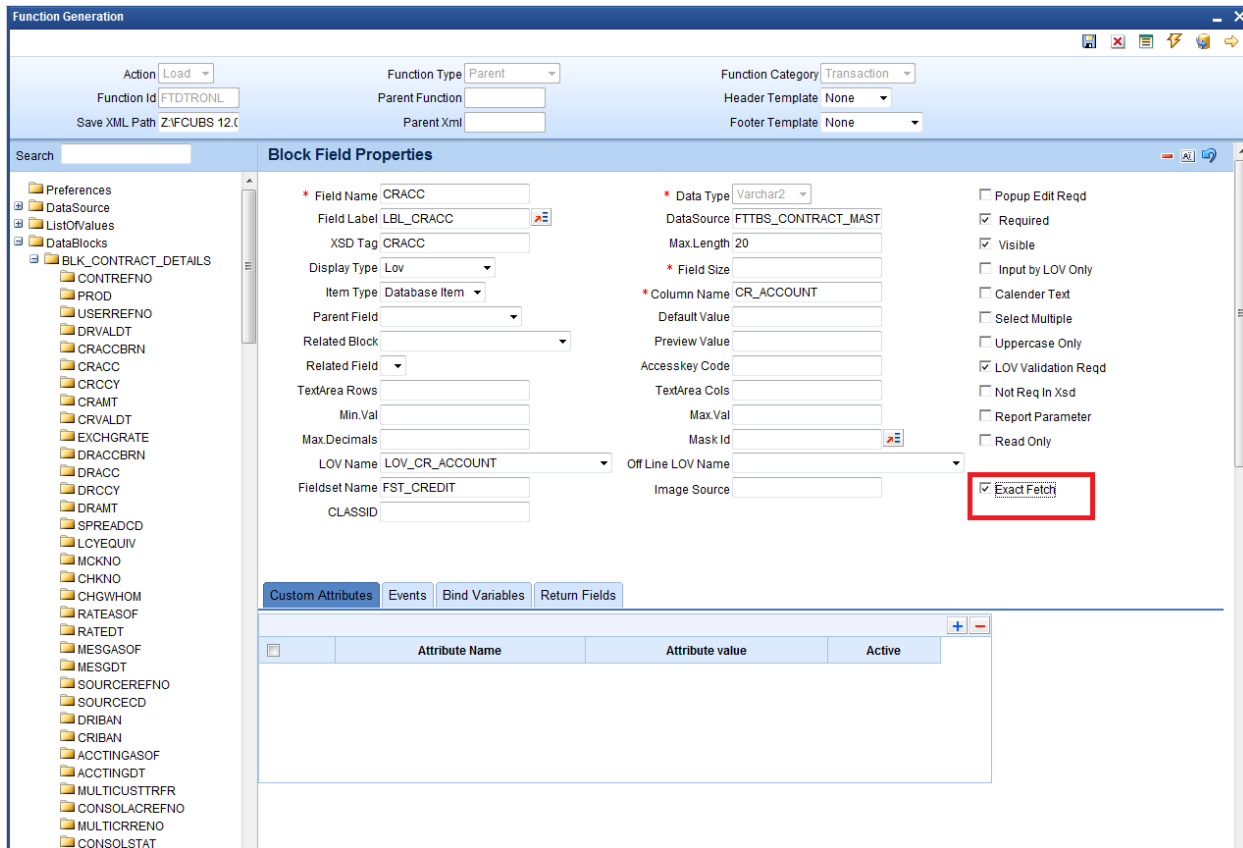 Function Generation
Action Load
Function Type Parent
Function Category Transaction
Function Id FTDTRONL
Parent Function
Header Template None
Save XML Path Z:\FCUBS 12.0
Parent Xml
Footer Template None
Search
Block Field Properties
Preferences
DataSource
ListOfValues
DataBlocks
BLK_CONTRACT_DETAILS
CONTREFNO
PROD
USERREFNO
DRVALDT
CRACCBRN
CRACC
CRCCY
CRAMT
CRVALDT
EXCHGRATE
DRACCBRN
DRACC
DRCCY
DRAMT
SPREADCD
LCYEQUIV
MCKNO
CHKNO
CHGWHOM
RATEASOF
RATEDT
MESGASOF
MESGDT
SOURCEREFNO
SOURCECD
DRIBAN
CRIBAN
ACCTINGASOF
ACCTINGDT
MULTICUSTTRFR
CONSOLACREFNO
MULTICRRENO
CONSOLSTAT
* Field Name CRACC
* Data Type Varchar2
Popup Edit Reqd
Field Label LBL_CRACC
DataSource FTTBS_CONTRACT_MAST
Required
XSD Tag CRACC
Max.Length 20
Visible
Display Type Lov
* Field Size
Input by LOV Only
Item Type Database Item
* Column Name CR_ACCOUNT
Calender Text
Parent Field
Default Value
Select Multiple
Related Block
Preview Value
Uppercase Only
Related Field
Accesskey Code
LOV Validation Reqd
TextArea Rows
TextArea Cols
Not Req In Xsd
Min.Val
Max.Val
Report Parameter
Max.Decimals
Mask Id
Read Only
LOV Name LOV_CR_ACCOUNT
Off Line LOV Name
Fieldset Name FST_CREDIT
Image Source
Exact Fetch
CLASSID
Custom Attributes
Events
Bind Variables
Return Fields
Attribute Name
Attribute value
Active